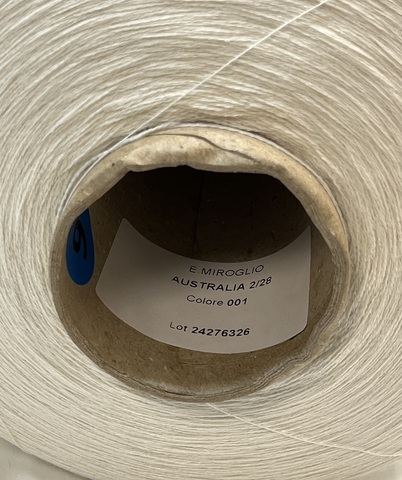 E.MIROGLIO
AUSTRALIA 2/28
Colore 001
Lot 24276326